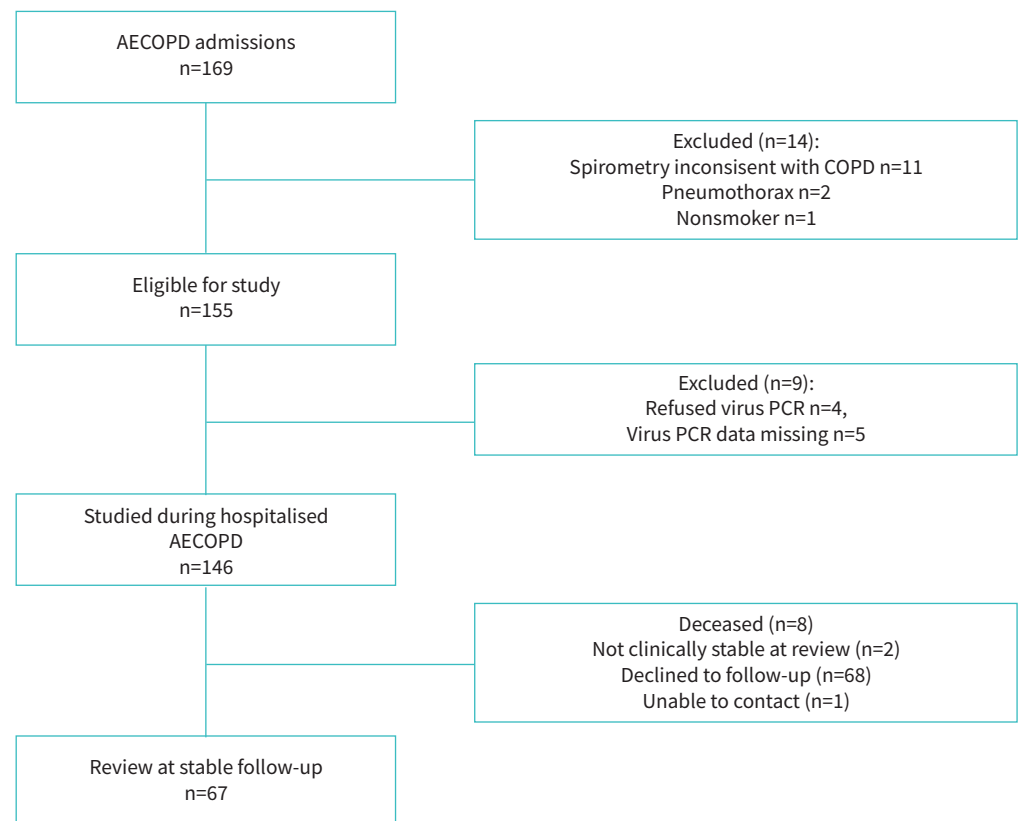 AECOPD admissions
n=169
Excluded (n=14):
Spirometry inconsisent with COPD n=11
Pneumothorax n=2
Nonsmoker n=1
Eligible for study
n=155
Excluded (n=9):
Refused virus PCR n=4,
Virus PCR data missing n=5
Studied during hospitalised
AECOPD
n=146
Deceased (n=8)
Not clinically stable at review (n=2)
Declined to follow-up (n=68)
Unable to contact (n=1)
Review at stable follow-up
n=67